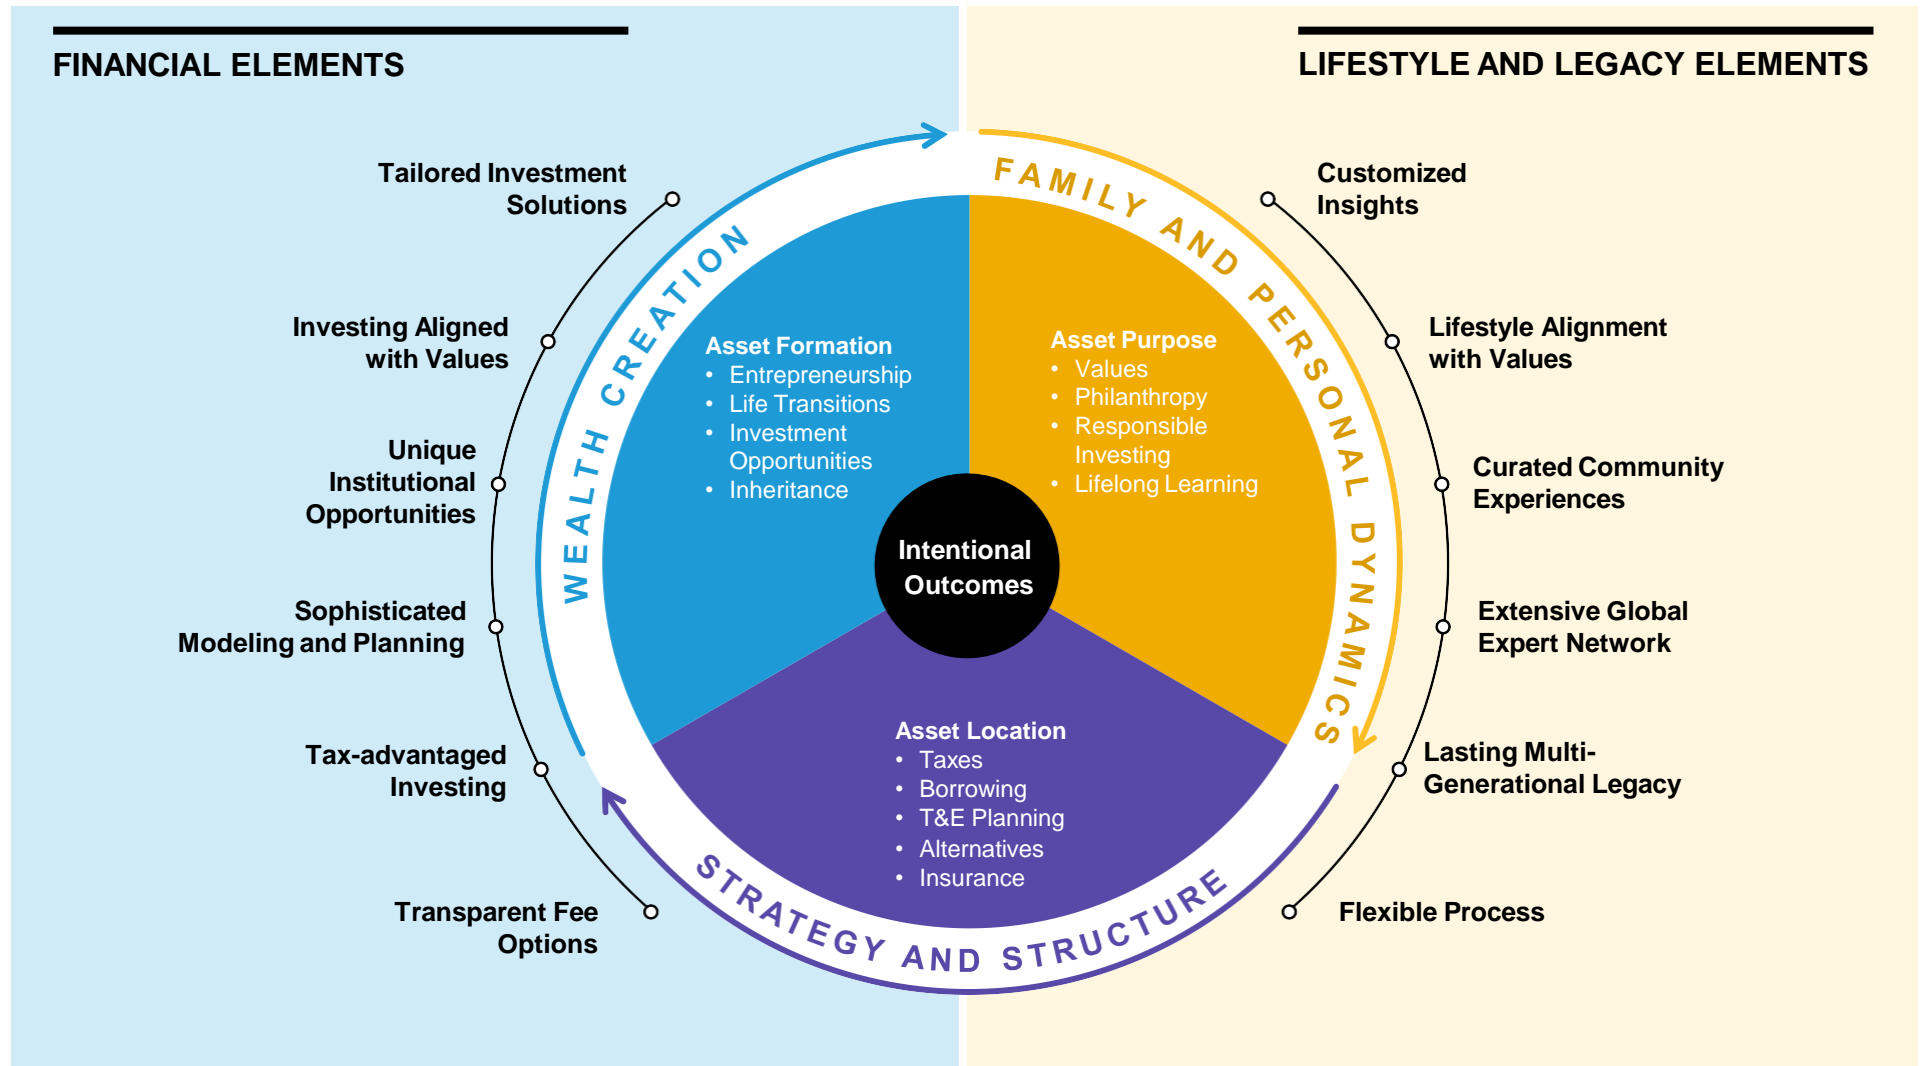 FINANCIAL ELEMENTS
LIFESTYLE AND LEGACY ELEMENTS
Tailored Investment
Solutions
Investing Aligned
with Values
Unique
Institutional
Opportunities
Sophisticated
Modeling and Planning
Tax-advantaged
Investing
Transparent Fee
Options
WEALTH CREATION
FAMILY AND PERSONAL DYNAMICS
STRATEGY AND STRUCTURE
Asset Formation
• Entrepreneurship
• Life Transitions
• Investment
Opportunities
• Inheritance
Asset Purpose
• Values
• Philanthropy
• Responsible
Investing
• Lifelong Learning
Intentional
Outcomes
Asset Location
• Taxes
• Borrowing
• T&E Planning
• Alternatives
• Insurance
Customized
Insights
Lifestyle Alignment
with Values
Curated Community
Experiences
Extensive Global
Expert Network
Lasting Multi-
Generational Legacy
Flexible Process